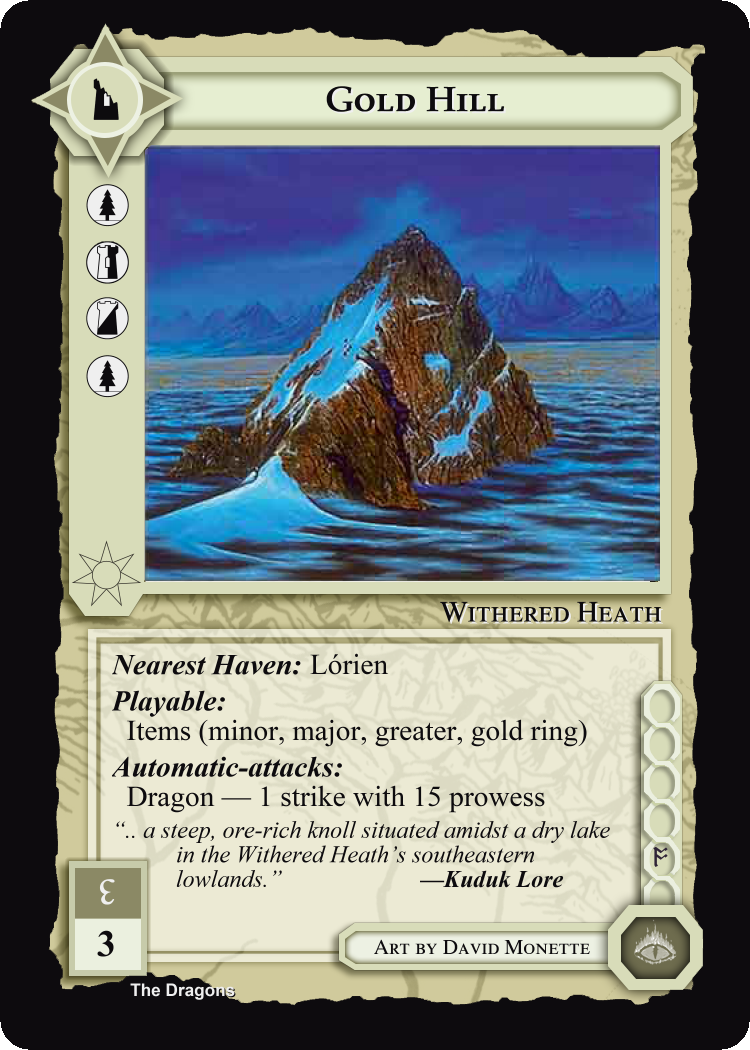 Gold Hill
Withered Heath
Nearest Haven: Lórien
Playable:
Items (minor, major, greater, gold ring)
Automatic-attacks:
Dragon — 1 strike with 15 prowess
“.. a steep, ore-rich knoll situated amidst a dry lake
in the Withered Heath’s southeastern
lowlands.” —Kuduk Lore
3
Art by David Monette
The Dragons